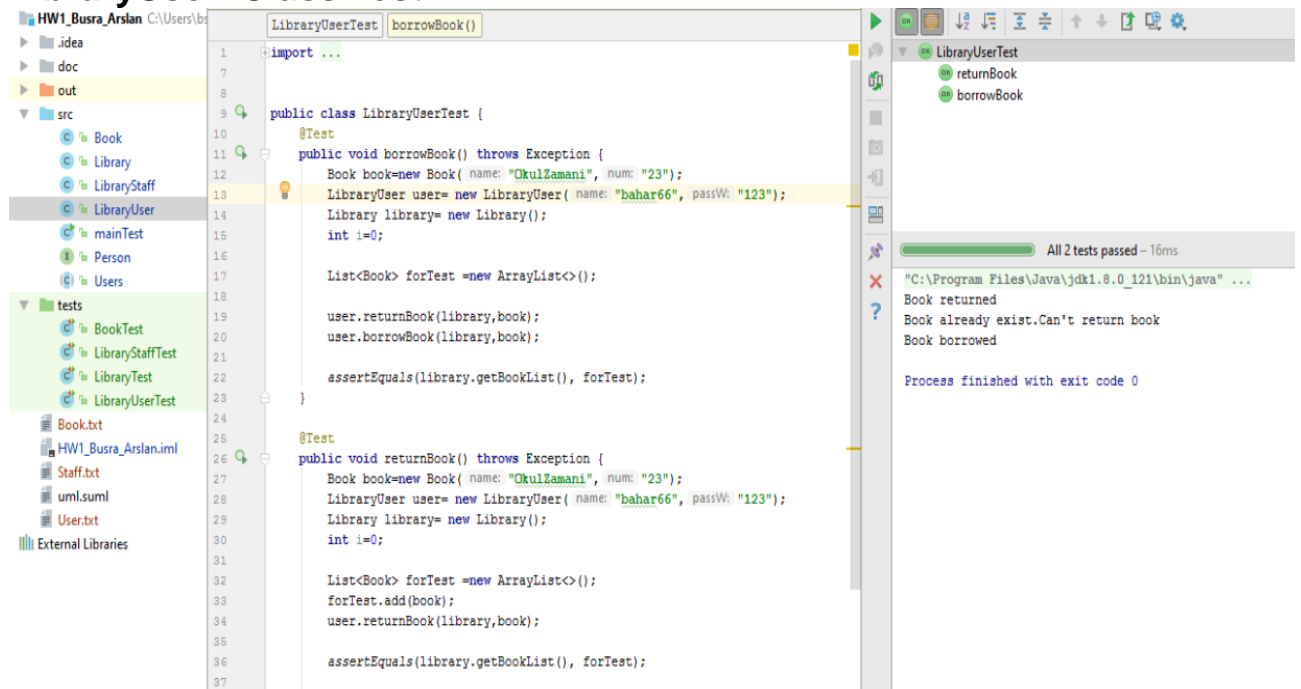 HW1_Busra_Arslan C:\Users\bs
.idea
doc
out
src
Book
Library
LibraryStaff
LibraryUser
mainTest
Person
Users
tests
BookTest
LibraryStaffTest
LibraryTest
LibraryUserTest
Book.txt
HW1_Busra_Arslan.iml
Staff.txt
uml.suml
User.txt
External Libraries
LibraryUserTest borrowBook()
1 import ...
7
8
9 public class LibraryUserTest {
10 @Test
11 public void borrowBook() throws Exception {
12 Book book=new Book( name: "OkulZamani", num: "23");
13 LibraryUser user= new LibraryUser( name: "bahar66", passW: "123");
14 Library library= new Library();
15 int i=0;
16
17 List<Book> forTest =new ArrayList<>();
18
19 user.returnBook(library,book);
20 user.borrowBook(library,book);
21
22 assertEquals(library.getBookList(), forTest);
23 }
24
25 @Test
26 public void returnBook() throws Exception {
27 Book book=new Book( name: "OkulZamani", num: "23");
28 LibraryUser user= new LibraryUser( name: "bahar66", passW: "123");
29 Library library= new Library();
30 int i=0;
31
32 List<Book> forTest =new ArrayList<>();
33 forTest.add(book);
34 user.returnBook(library,book);
35
36 assertEquals(library.getBookList(), forTest);
37
LibraryUserTest
returnBook
borrowBook
All 2 tests passed – 16ms
"C:\Program Files\Java\jdk1.8.0_121\bin\java" ...
Book returned
Book already exist.Can't return book
Book borrowed
Process finished with exit code 0